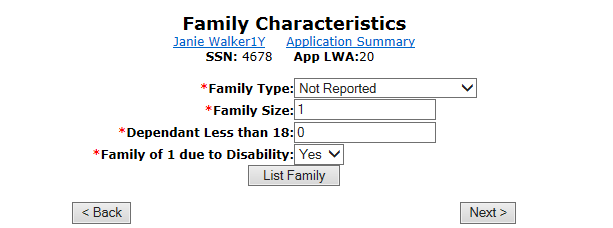 Family Characteristics
Janie Walker1Y Application Summary
SSN: 4678 App LWA:20
*Family Type: Not Reported
*Family Size: 1
*Dependant Less than 18: 0
*Family of 1 due to Disability: Yes
List Family
< Back Next >